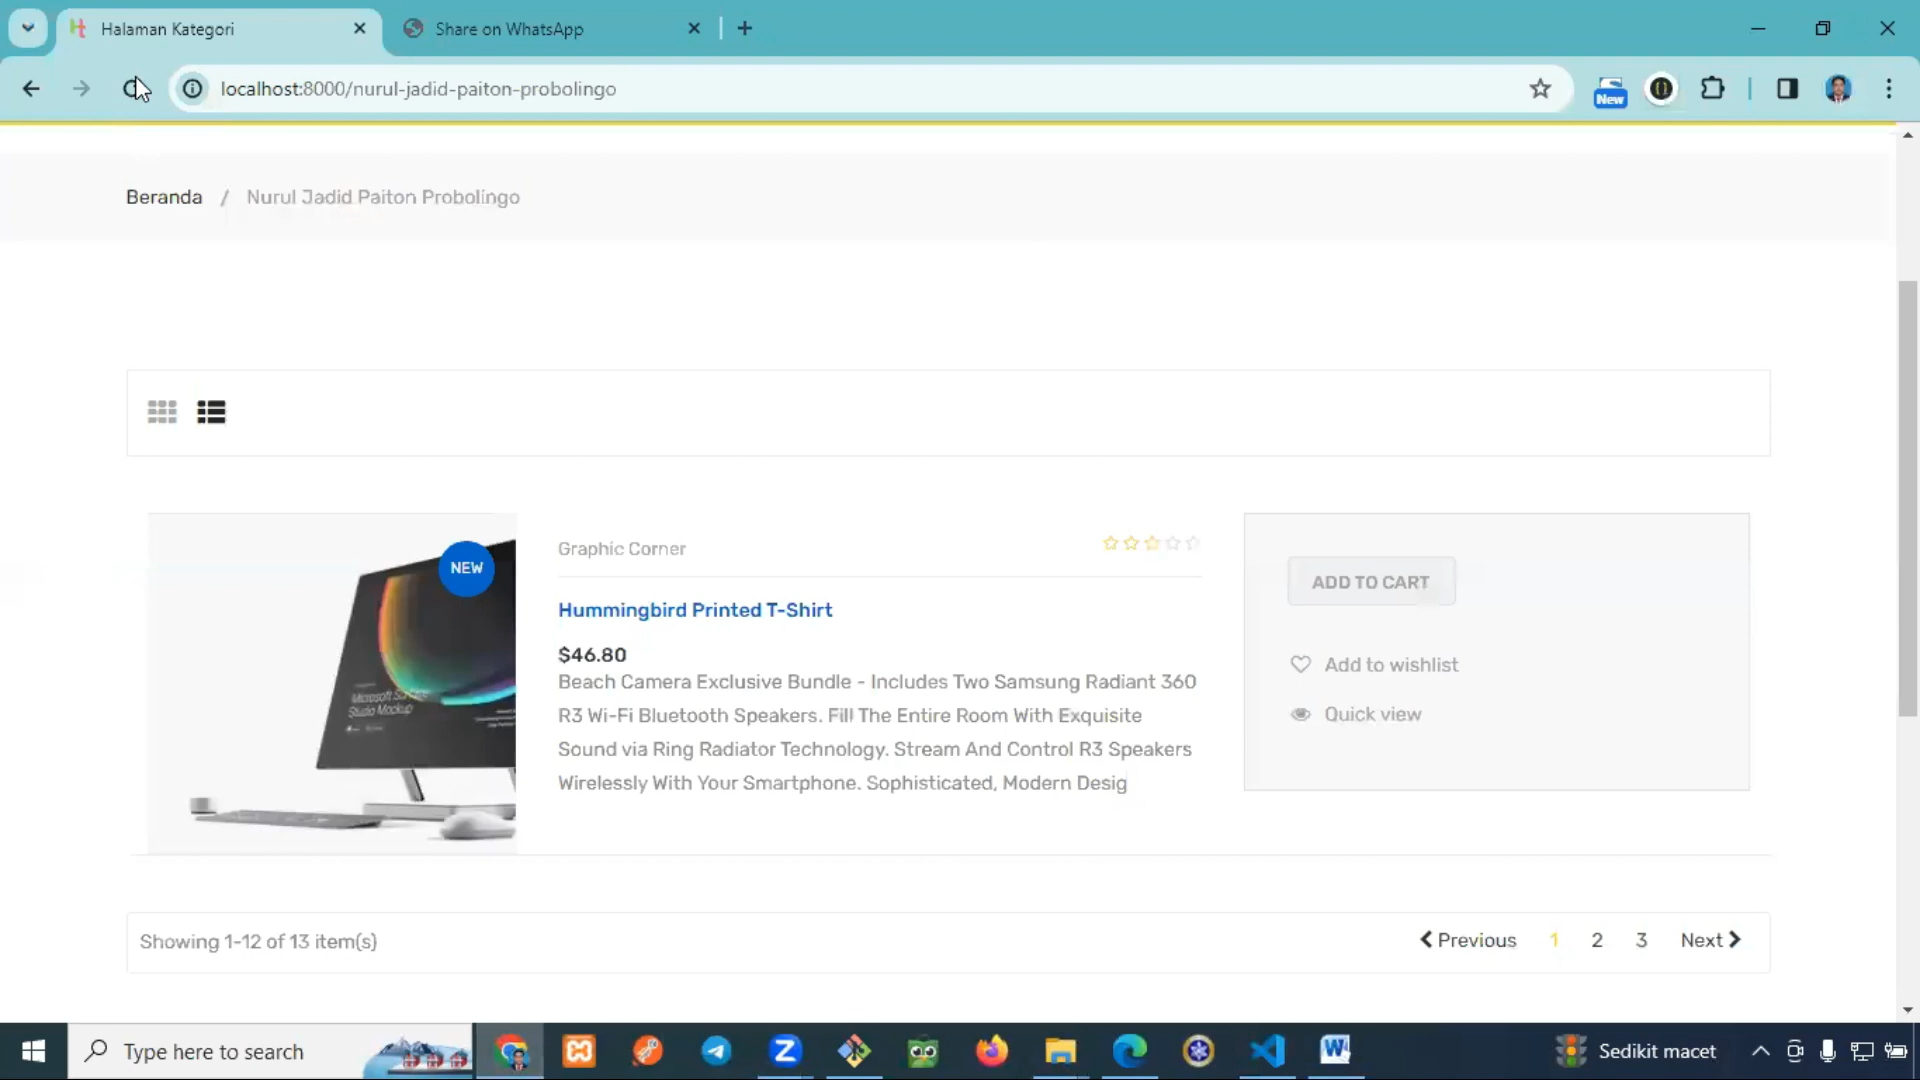 Halaman Kategori
Share on WhatsApp
localhost:8000/nurul-jadid-paiton-probolingo
New
Beranda / Nurul Jadid Paiton Probolingo
NEW
Graphic Corner
Hummingbird Printed T-Shirt
$46.80
Beach Camera Exclusive Bundle - Includes Two Samsung Radiant 360
R3 Wi-Fi Bluetooth Speakers. Fill The Entire Room With Exquisite
Sound via Ring Radiator Technology. Stream And Control R3 Speakers
Wirelessly With Your Smartphone. Sophisticated, Modern Desig
Microsoft Surface
Studio Mockup
ADD TO CART
Add to wishlist
Quick view
Showing 1-12 of 13 item(s)
Previous 1 2 3 Next
Type here to search
Sedikit macet